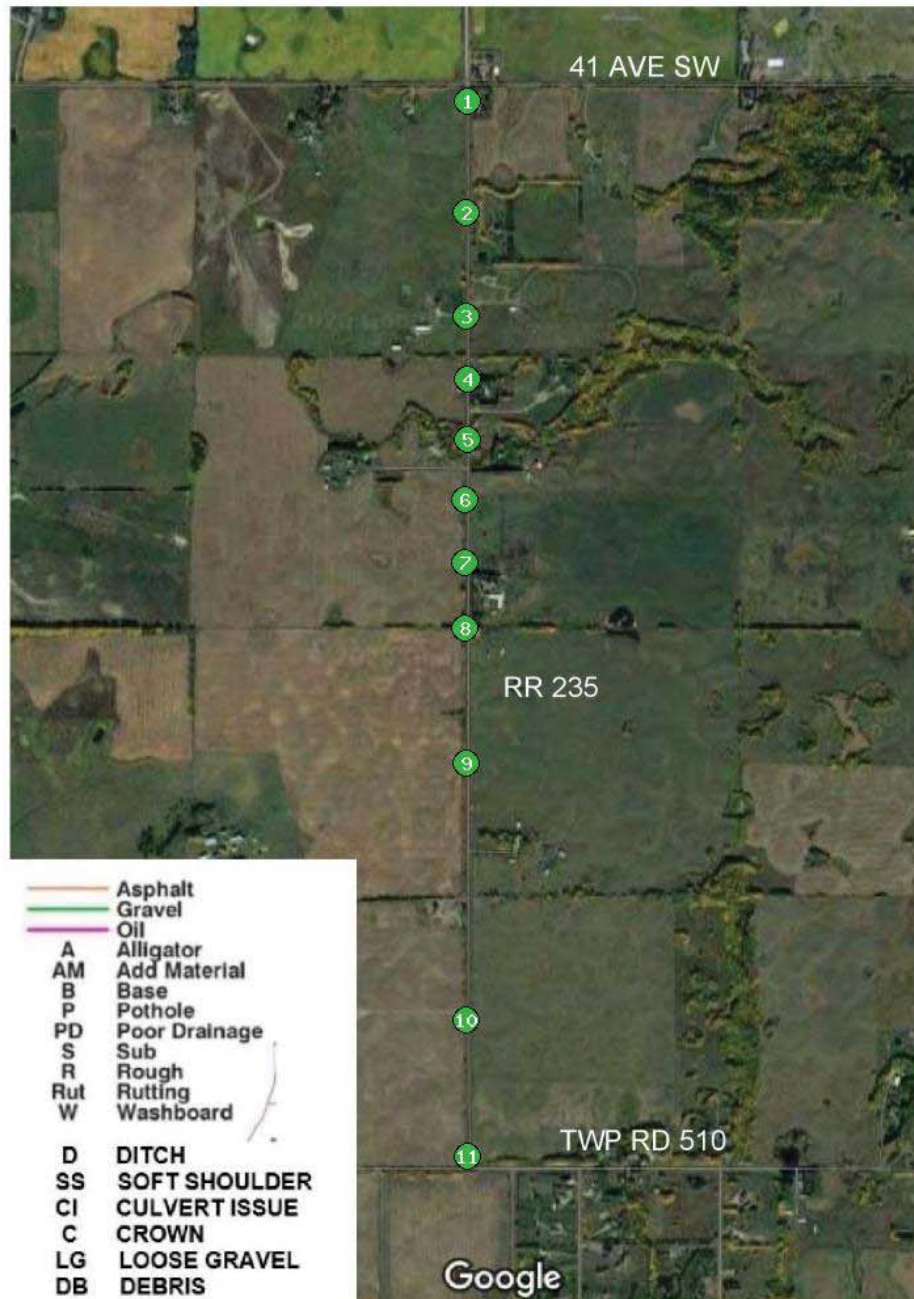 41 AVE SW
1
2
3
4
5
6
7
8
RR 235
9
Asphalt
Gravel
Oil
A Alligator
AM Add Material
B Base
P Pothole
PD Poor Drainage
S Sub
R Rough
Rut Rutting
W Washboard
10
D DITCH
TWP RD 510
11
SS SOFT SHOULDER
CI CULVERT ISSUE
C CROWN
LG LOOSE GRAVEL
DB DEBRIS
Google